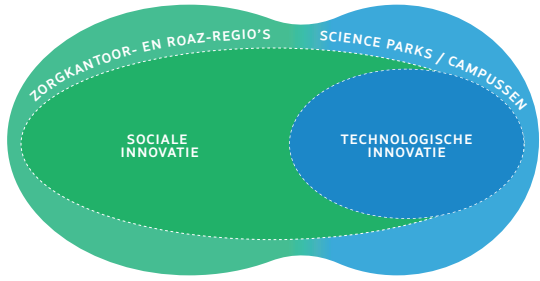 ZORGKANTOOR- EN ROAZ-REGIO'S
SCIENCE PARKS / CAMPUSSEN
SOCIALE
INNOVATIE
TECHNOLOGISCHE
INNOVATIE